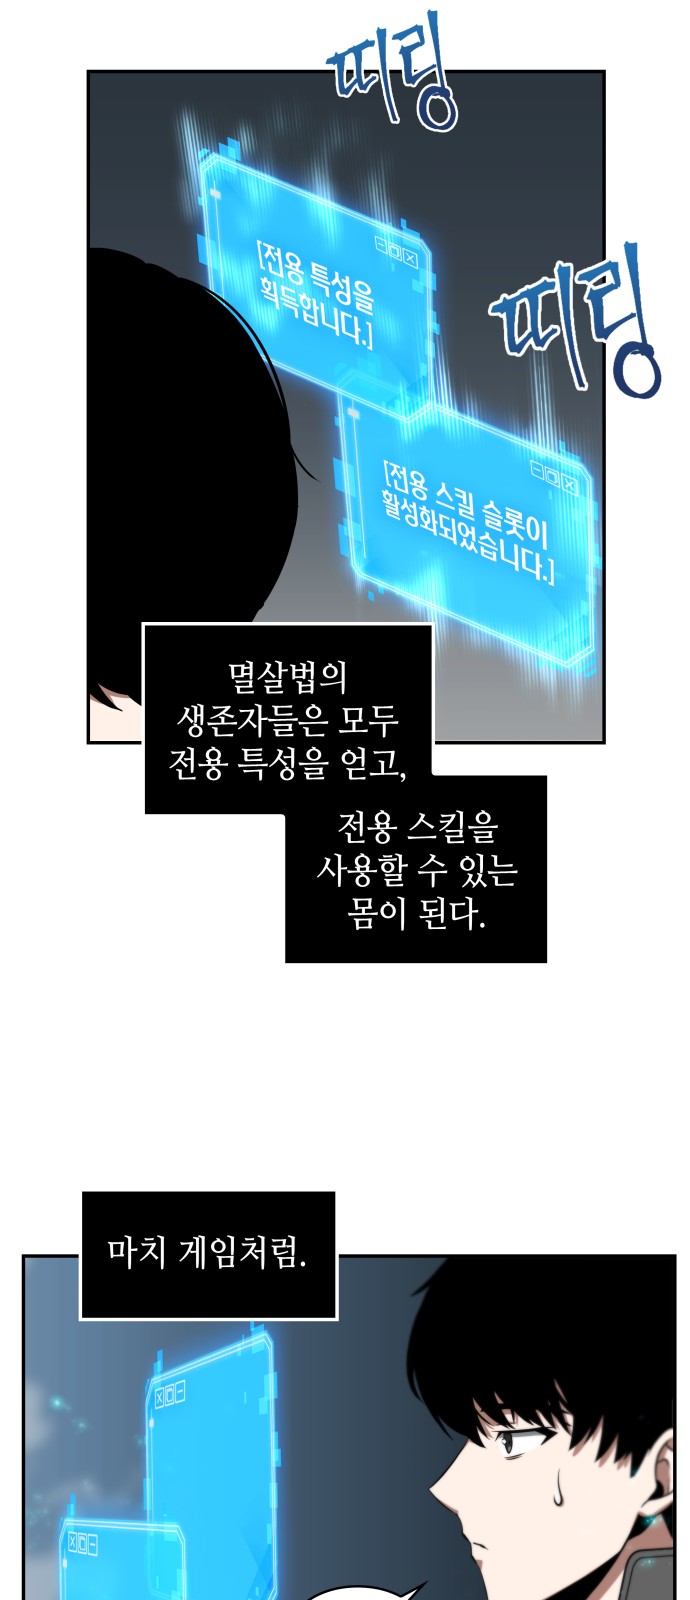 띠링
[전용 특성을
획득합니다.]
띠링
[전용 스킬 슬롯이
활성화되었습니다.]
멸살법의
생존자들은 모두
전용 특성을 얻고,
전용 스킬을
사용할 수 있는
몸이 된다.
마치 게임처럼.